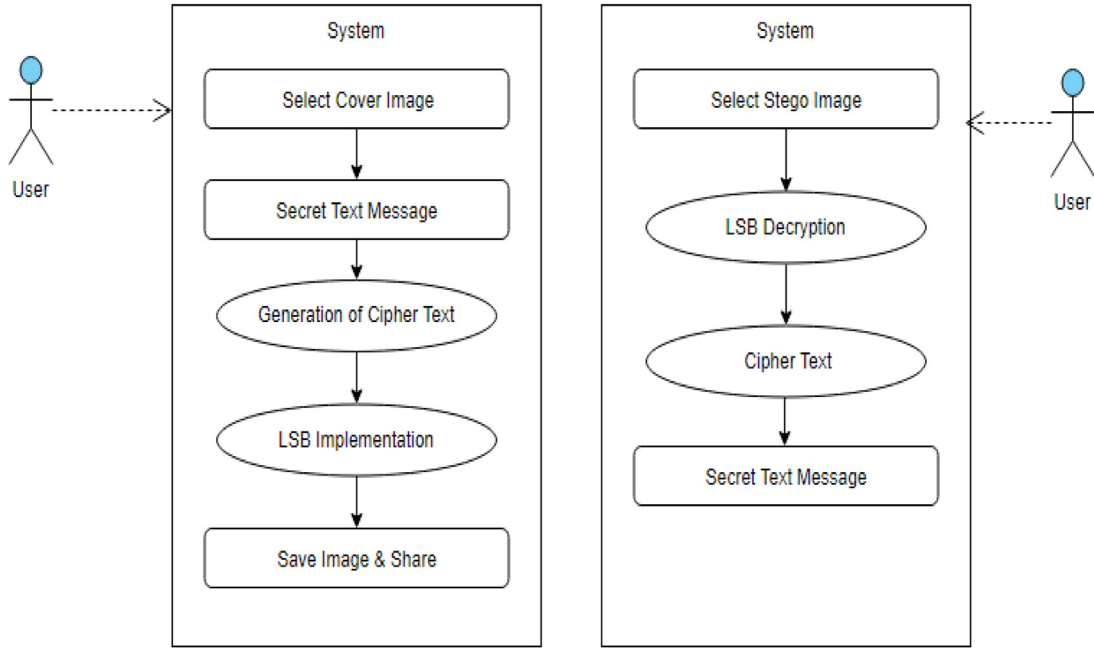 System
Select Cover Image
Secret Text Message
Generation of Cipher Text
LSB Implementation
Save Image & Share
User
System
Select Stego Image
LSB Decryption
Cipher Text
Secret Text Message
User